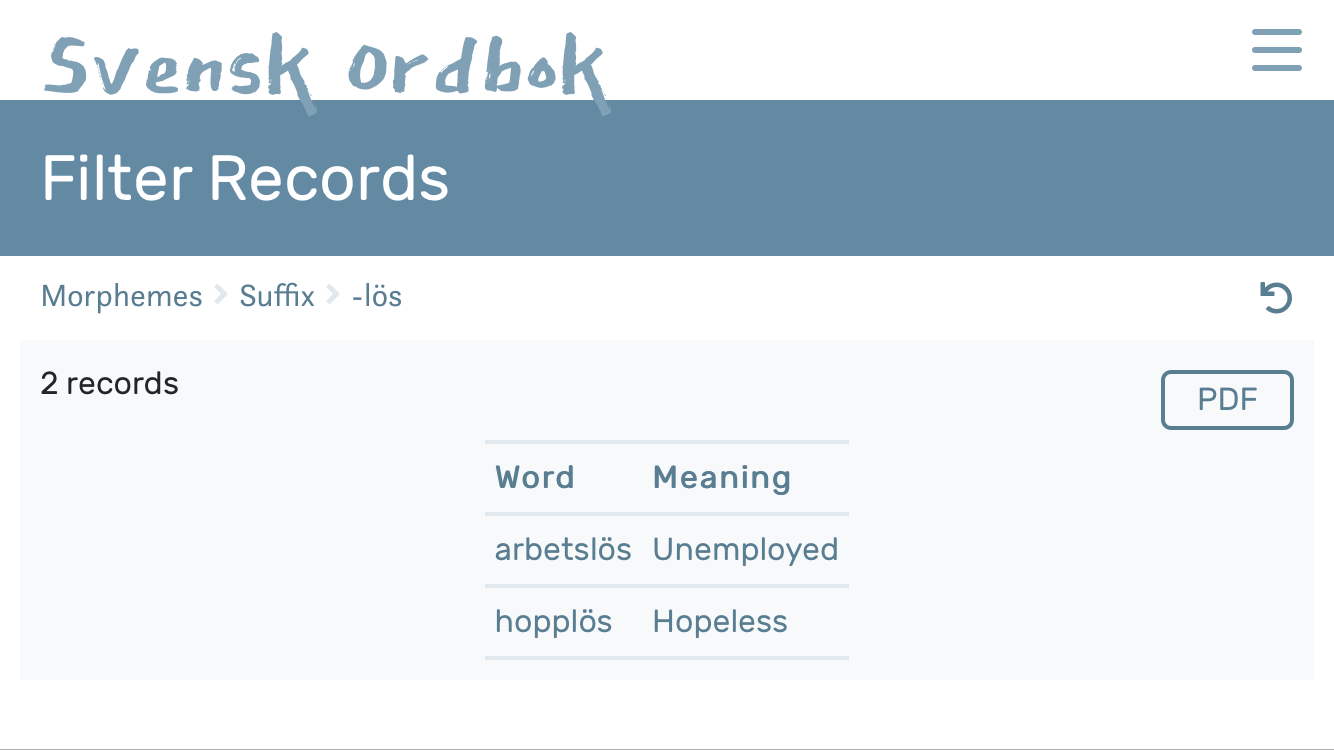 Svensk Ordbok
Filter Records
Morphemes > Suffix > -lös
2 records
PDF
Word Meaning
arbetslös Unemployed
hopplös Hopeless